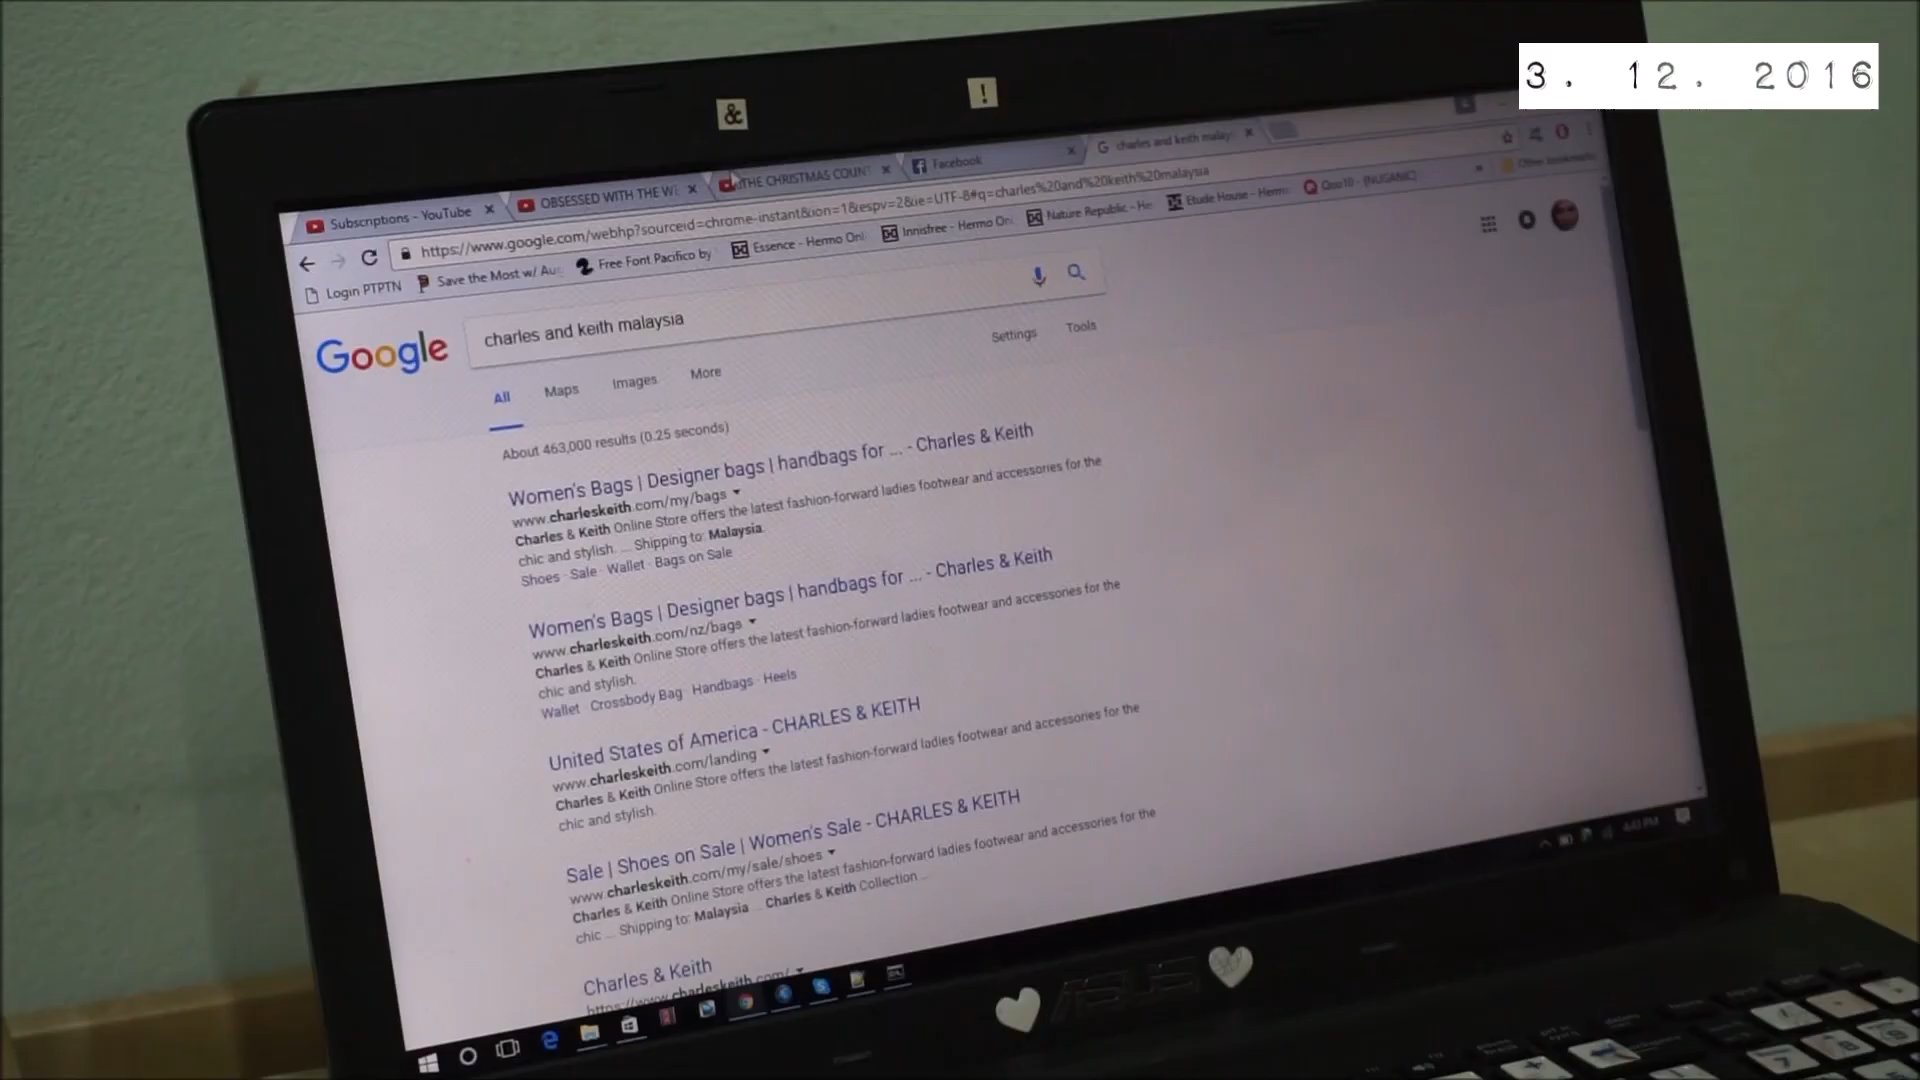 3. 12. 2016
&
!
Subscriptions - YouTube
OBSESSED WITH THE WI
THE CHRISTMAS COUN
Facebook
charles and keith malay
https://www.google.com/webhp?sourceid=chrome-instant&ion=1&espv=2&ie=UTF-8#q=charles%20and%20keith%20malaysia
Login PTPTN
Save the Most w/ Au
Free Font Pacifico by
Essence - Hermo Onl
Innisfree - Hermo On
Nature Republic - He
Etude House - Hermo
Qoo10 - [NUGANIC]
Other bookmarks
Google
charles and keith malaysia
All Maps Images More Settings Tools
About 463,000 results (0.25 seconds)
Women's Bags | Designer bags | handbags for ... - Charles & Keith
www.charleskeith.com/my/bags
Charles & Keith Online Store offers the latest fashion-forward ladies footwear and accessories for the
chic and stylish. ... Shipping to: Malaysia.
Shoes · Sale · Wallet · Bags on Sale
Women's Bags | Designer bags | handbags for ... - Charles & Keith
www.charleskeith.com/nz/bags
Charles & Keith Online Store offers the latest fashion-forward ladies footwear and accessories for the
chic and stylish.
Wallet · Crossbody Bag · Handbags · Heels
United States of America - CHARLES & KEITH
www.charleskeith.com/landing
Charles & Keith Online Store offers the latest fashion-forward ladies footwear and accessories for the
chic and stylish.
Sale | Shoes on Sale | Women's Sale - CHARLES & KEITH
www.charleskeith.com/my/sale/shoes
Charles & Keith Online Store offers the latest fashion-forward ladies footwear and accessories for the
chic ... Shipping to: Malaysia ... Charles & Keith Collection ...
Charles & Keith
https://www.charleskeith.com/
ASUS